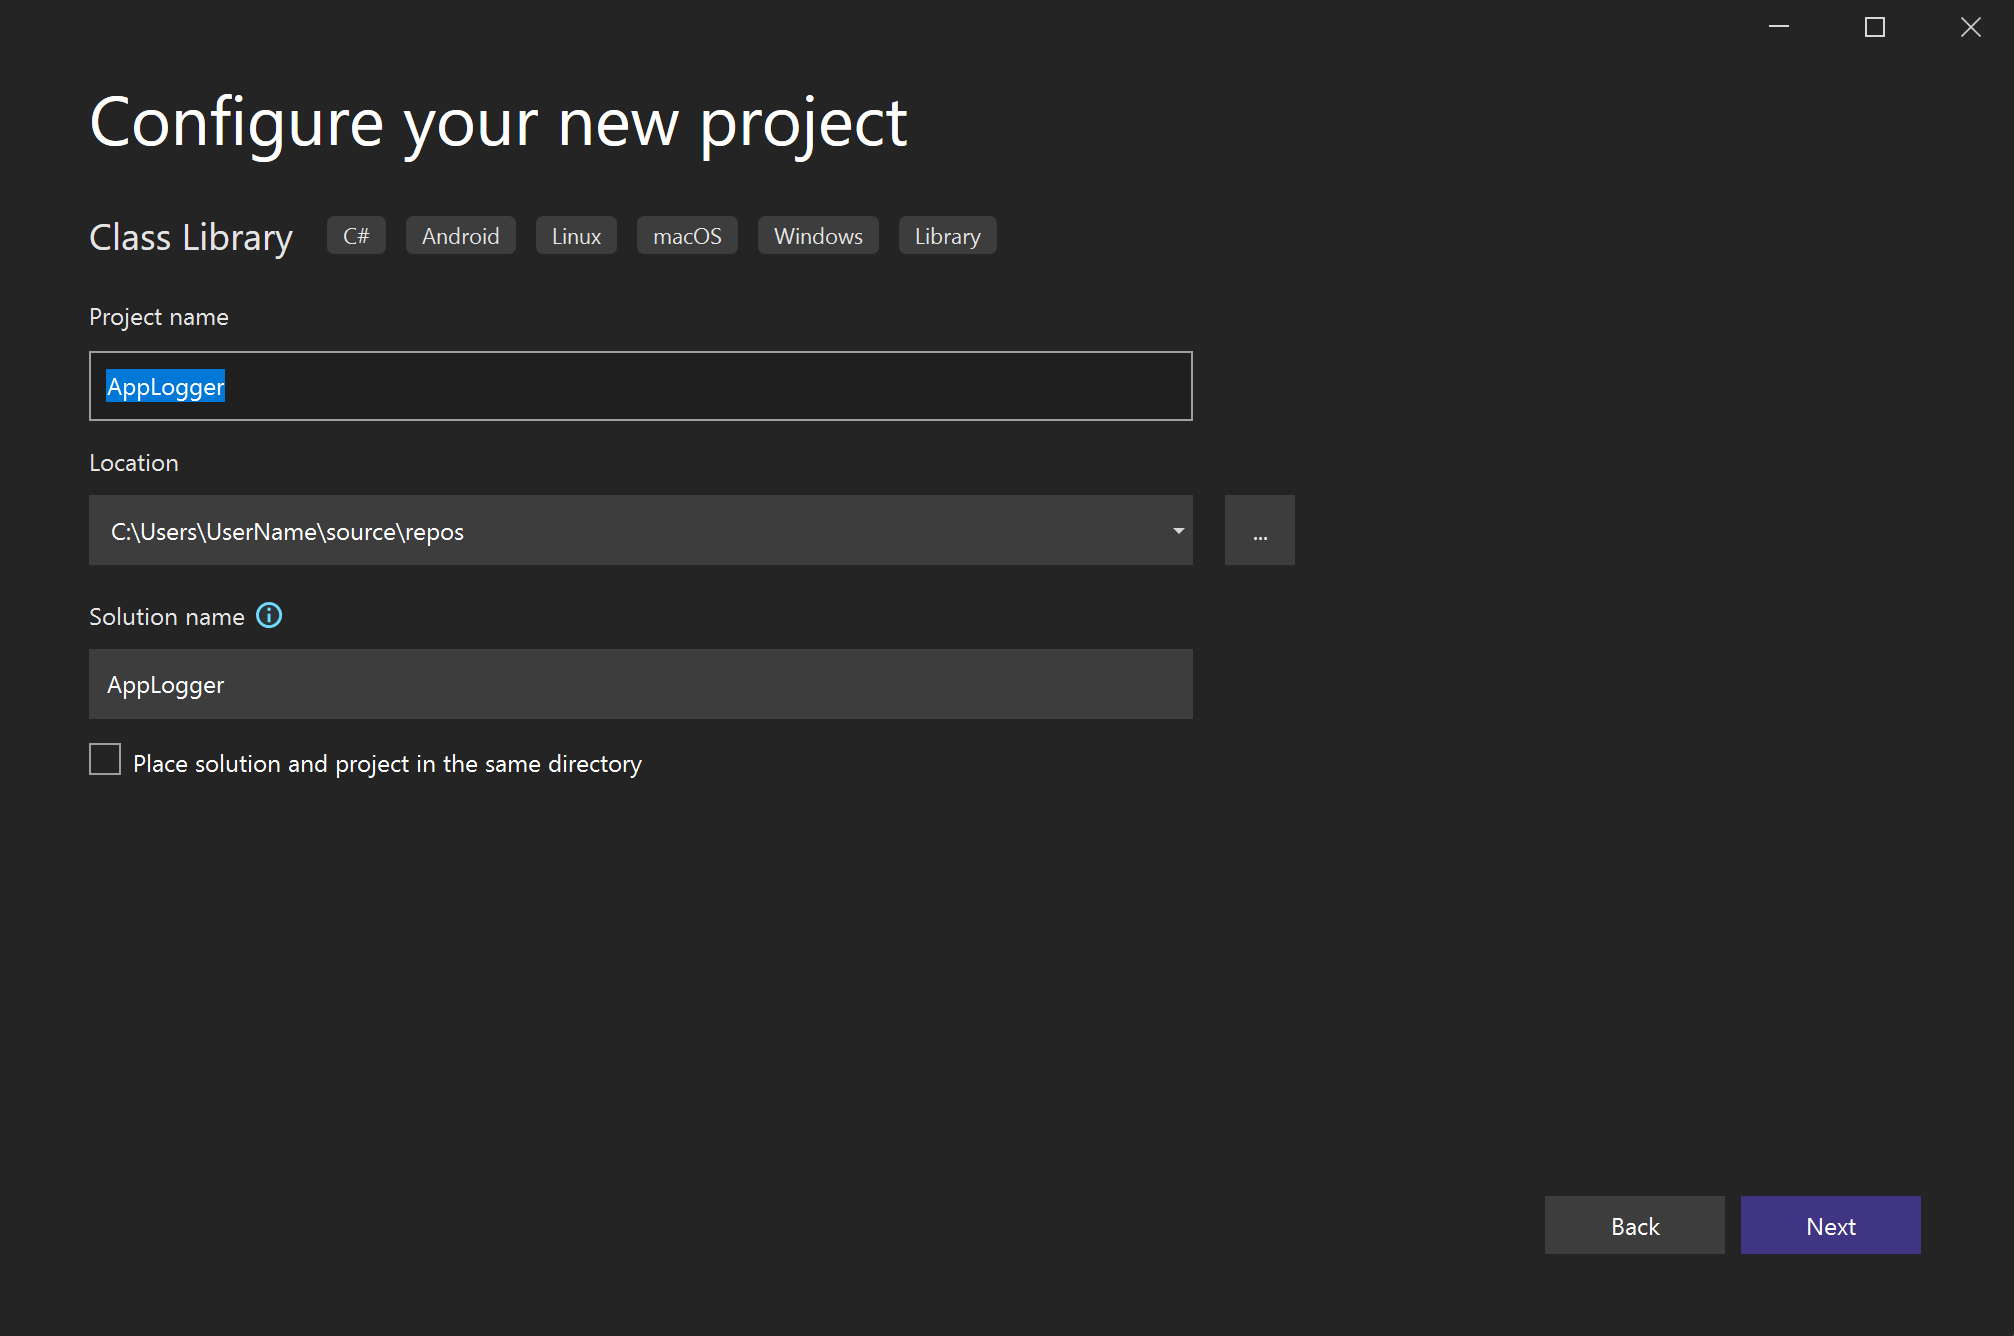 Configure your new project
Class Library C# Android Linux macOS Windows Library
Project name
AppLogger
Location
C:\Users\UserName\source\repos
...
Solution name
AppLogger
Place solution and project in the same directory
Back Next